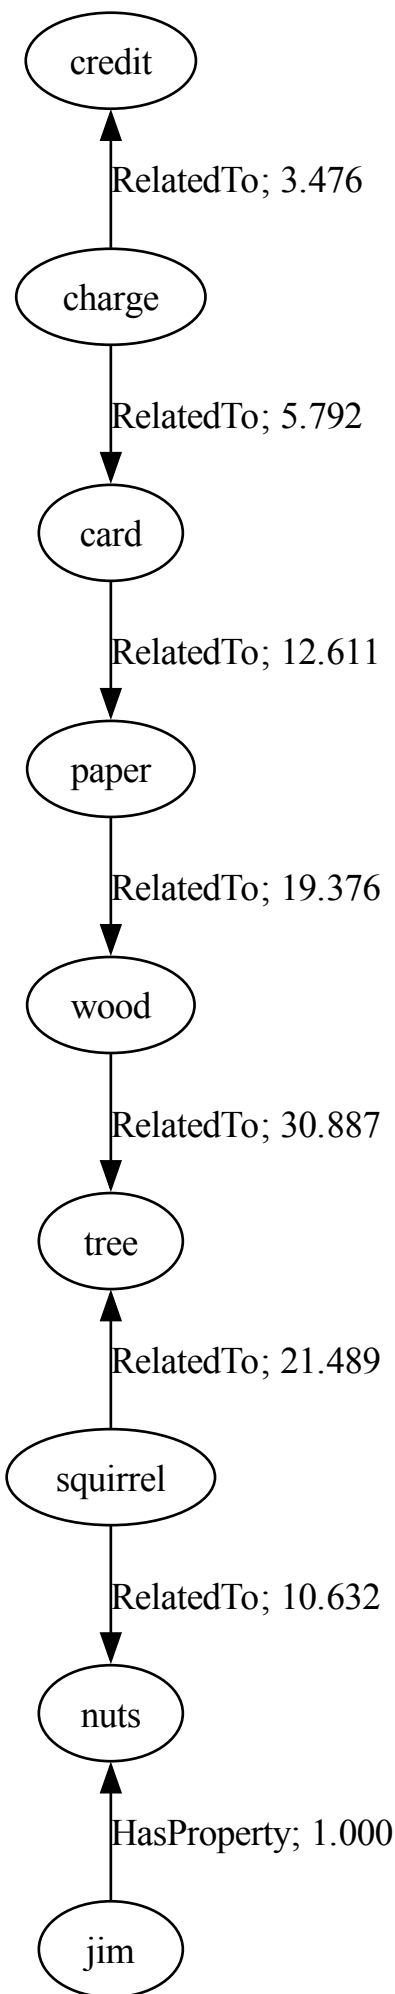 credit
RelatedTo; 3.476
charge
RelatedTo; 5.792
card
RelatedTo; 12.611
paper
RelatedTo; 19.376
wood
RelatedTo; 30.887
tree
RelatedTo; 21.489
squirrel
RelatedTo; 10.632
nuts
HasProperty; 1.000
jim